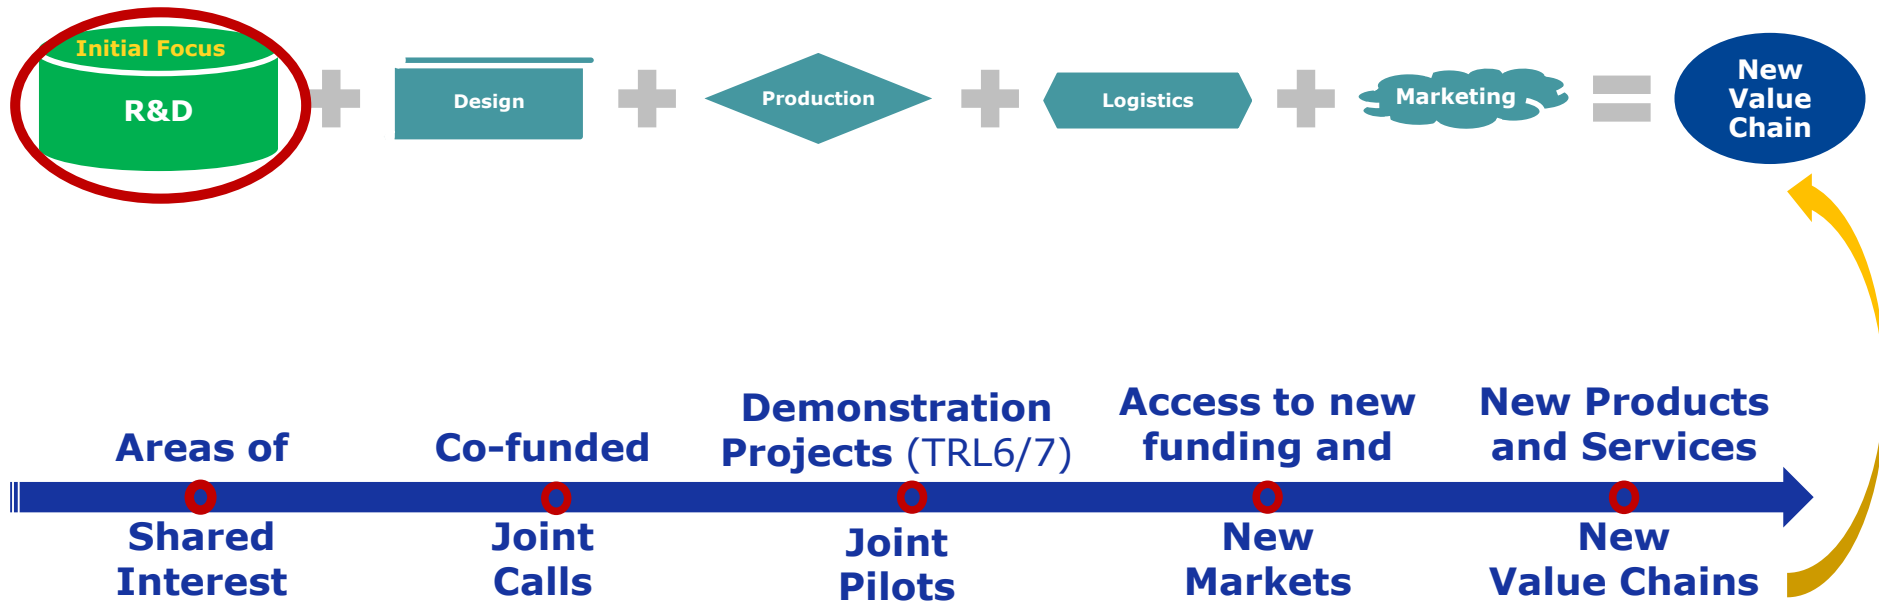 Initial Focus
R&D
Design
Production
Logistics
Marketing
New
Value
Chain
Areas of
Shared
Interest
Co-funded
Joint
Calls
Demonstration
Projects (TRL6/7)
Joint
Pilots
Access to new
funding and
New
Markets
New Products
and Services
New
Value Chains